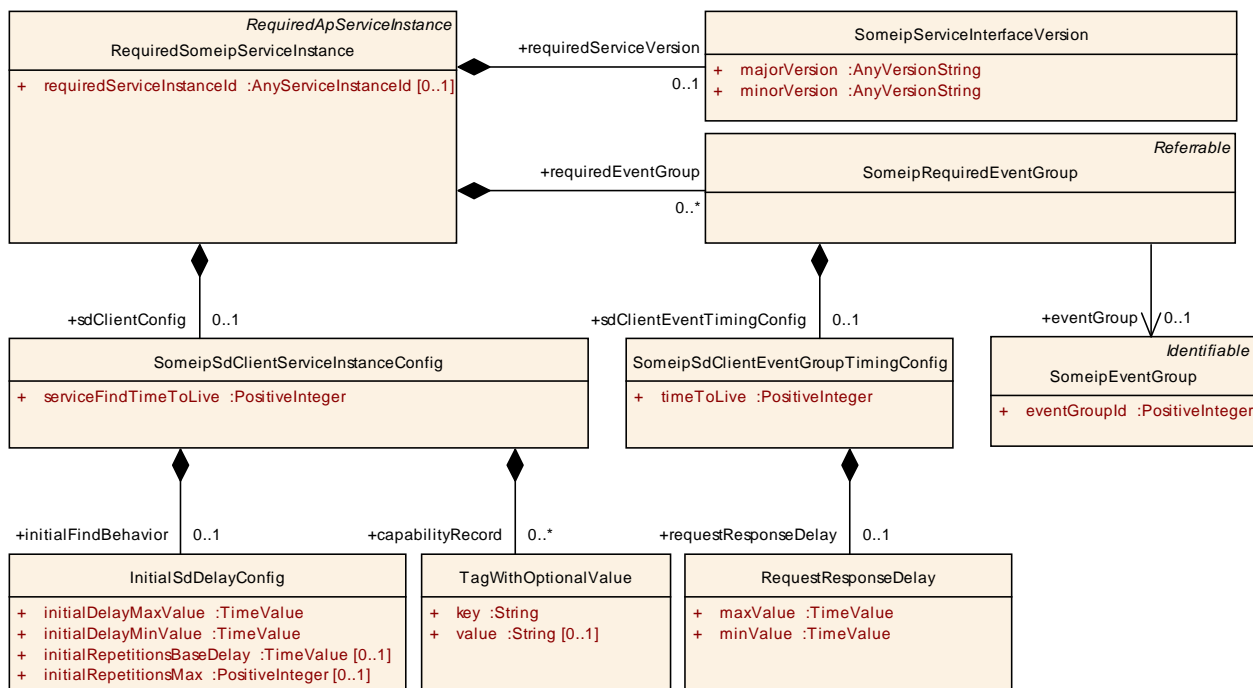 RequiredApServiceInstance
RequiredSomeipServiceInstance
+ requiredServiceInstanceId :AnyServiceInstanceId [0..1]
+requiredServiceVersion
0..1
SomeipServiceInterfaceVersion
+ majorVersion :AnyVersionString
+ minorVersion :AnyVersionString
+requiredEventGroup
0..*
Referrable
SomeipRequiredEventGroup
+sdClientConfig 0..1
+sdClientEventTimingConfig 0..1
+eventGroup 0..1
SomeipSdClientServiceInstanceConfig
+ serviceFindTimeToLive :PositiveInteger
SomeipSdClientEventGroupTimingConfig
+ timeToLive :PositiveInteger
Identifiable
SomeipEventGroup
+ eventGroupId :PositiveInteger
+initialFindBehavior 0..1
+capabilityRecord 0..*
+requestResponseDelay 0..1
InitialSdDelayConfig
+ initialDelayMaxValue :TimeValue
+ initialDelayMinValue :TimeValue
+ initialRepetitionsBaseDelay :TimeValue [0..1]
+ initialRepetitionsMax :PositiveInteger [0..1]
TagWithOptionalValue
+ key :String
+ value :String [0..1]
RequestResponseDelay
+ maxValue :TimeValue
+ minValue :TimeValue